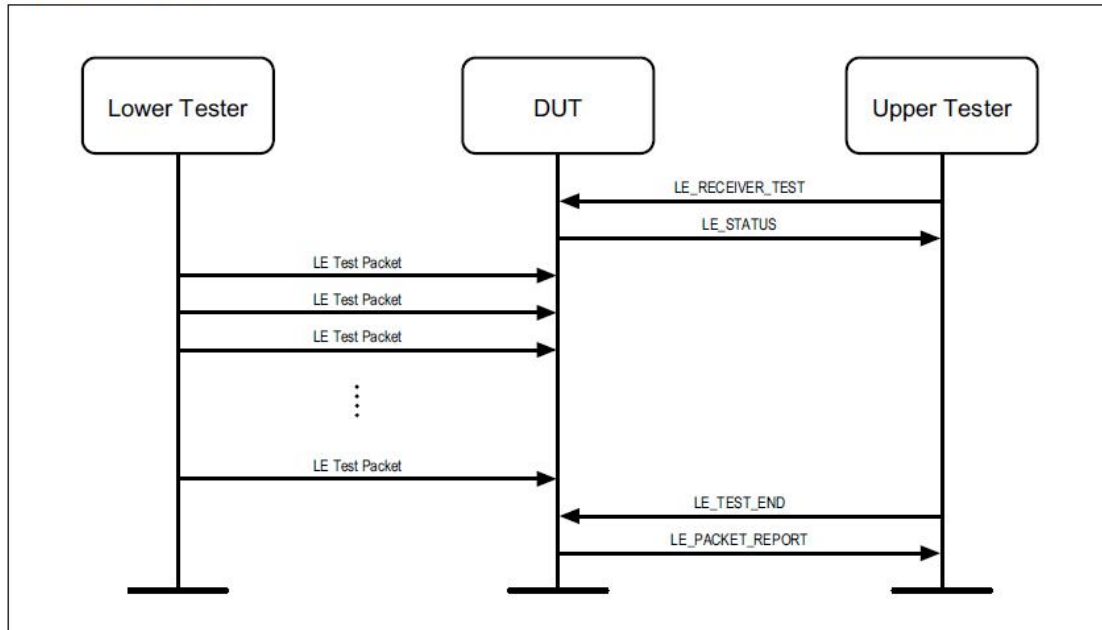 Lower Tester
DUT
Upper Tester
LE_RECEIVER_TEST
LE_STATUS
LE Test Packet
LE Test Packet
LE Test Packet
LE Test Packet
LE_TEST_END
LE_PACKET_REPORT